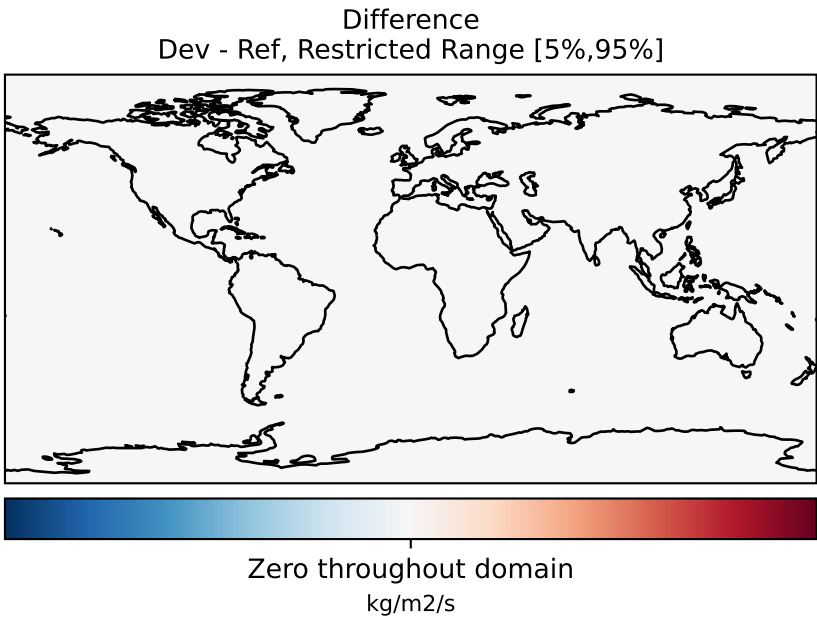 Difference
Dev - Ref, Restricted Range [5%,95%]
Zero throughout domain
kg/m2/s